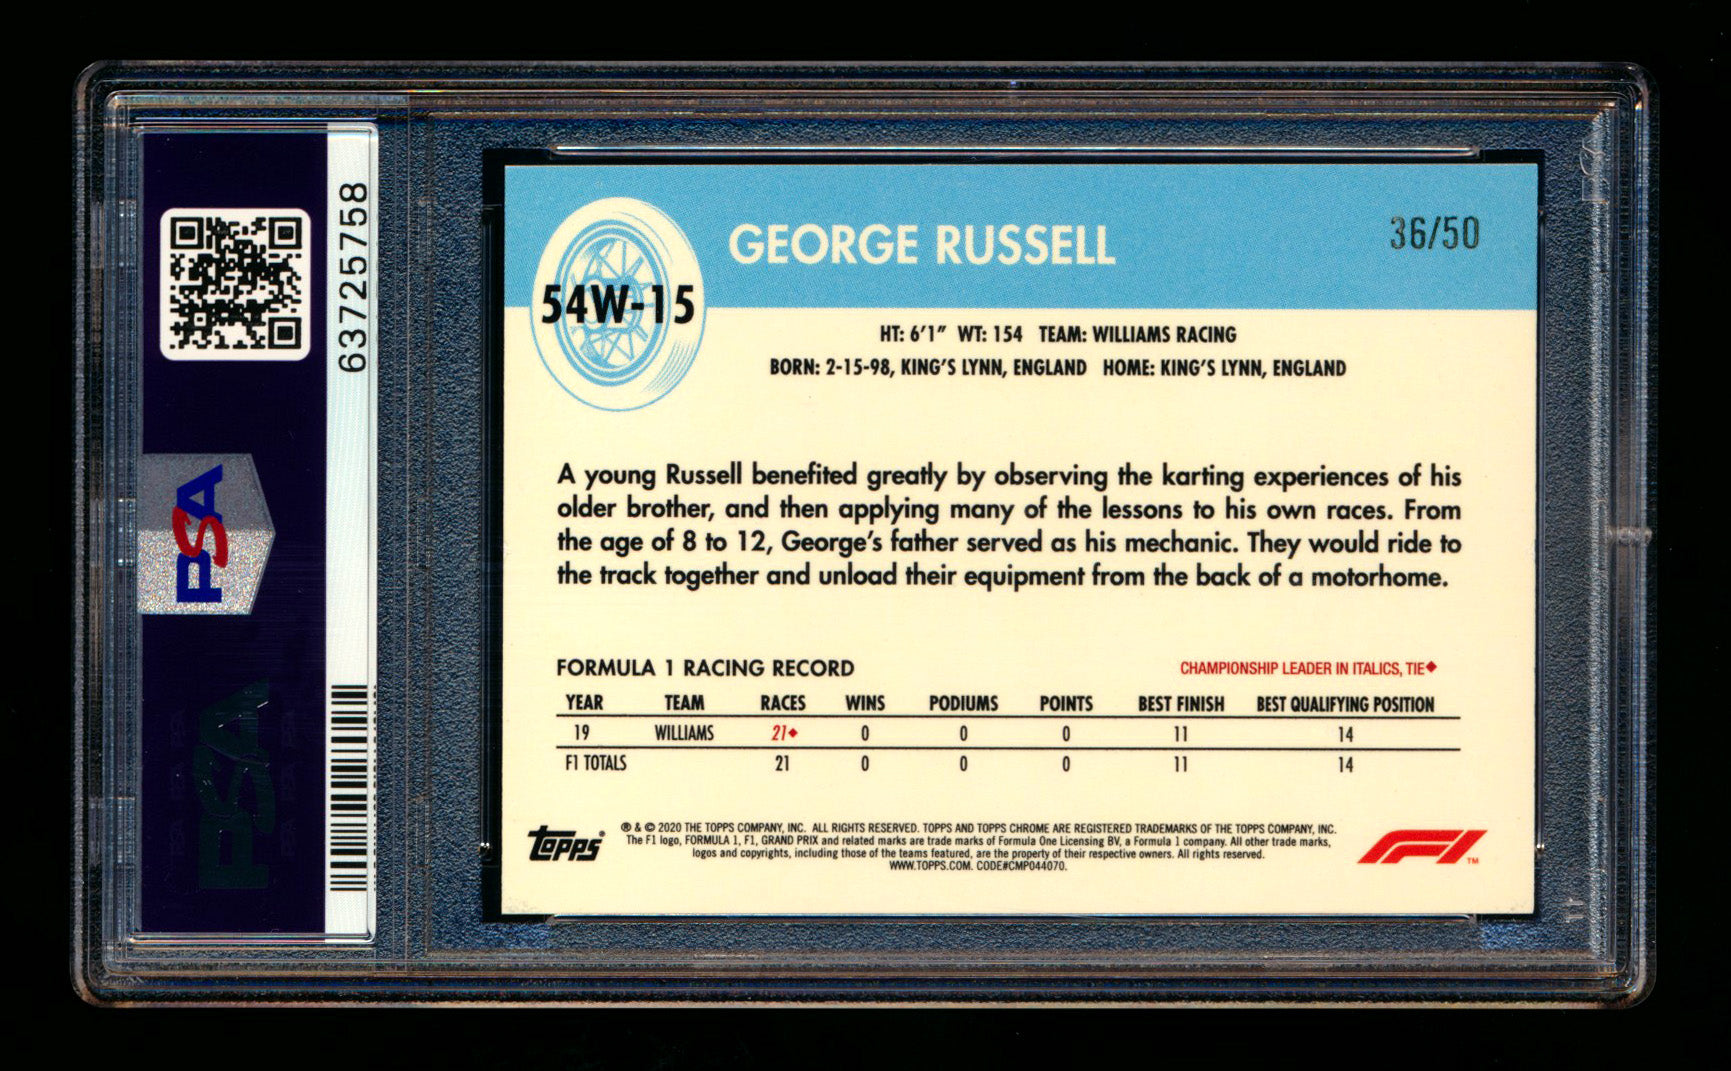 63725758
PSA
PSA
54W-15
GEORGE RUSSELL
36/50
HT: 6'1" WT: 154 TEAM: WILLIAMS RACING
BORN: 2-15-98, KING'S LYNN, ENGLAND HOME: KING'S LYNN, ENGLAND
A young Russell benefited greatly by observing the karting experiences of his
older brother, and then applying many of the lessons to his own races. From
the age of 8 to 12, George's father served as his mechanic. They would ride to
the track together and unload their equipment from the back of a motorhome.
FORMULA 1 RACING RECORD
CHAMPIONSHIP LEADER IN ITALICS, TIE♦
YEAR TEAM RACES WINS PODIUMS POINTS BEST FINISH BEST QUALIFYING POSITION
19 WILLIAMS 21♦ 0 0 0 11 14
F1 TOTALS 21 0 0 0 11 14
topps®
® & © 2020 THE TOPPS COMPANY, INC. ALL RIGHTS RESERVED. TOPPS AND TOPPS CHROME ARE REGISTERED TRADEMARKS OF THE TOPPS COMPANY, INC.
The F1 logo, FORMULA 1, F1, GRAND PRIX and related marks are trade marks of Formula One Licensing BV, a Formula 1 company. All other trade marks,
logos and copyrights, including those of the teams featured, are the property of their respective owners. All rights reserved.
WWW.TOPPS.COM. CODE#CMP044070.
F1 TM